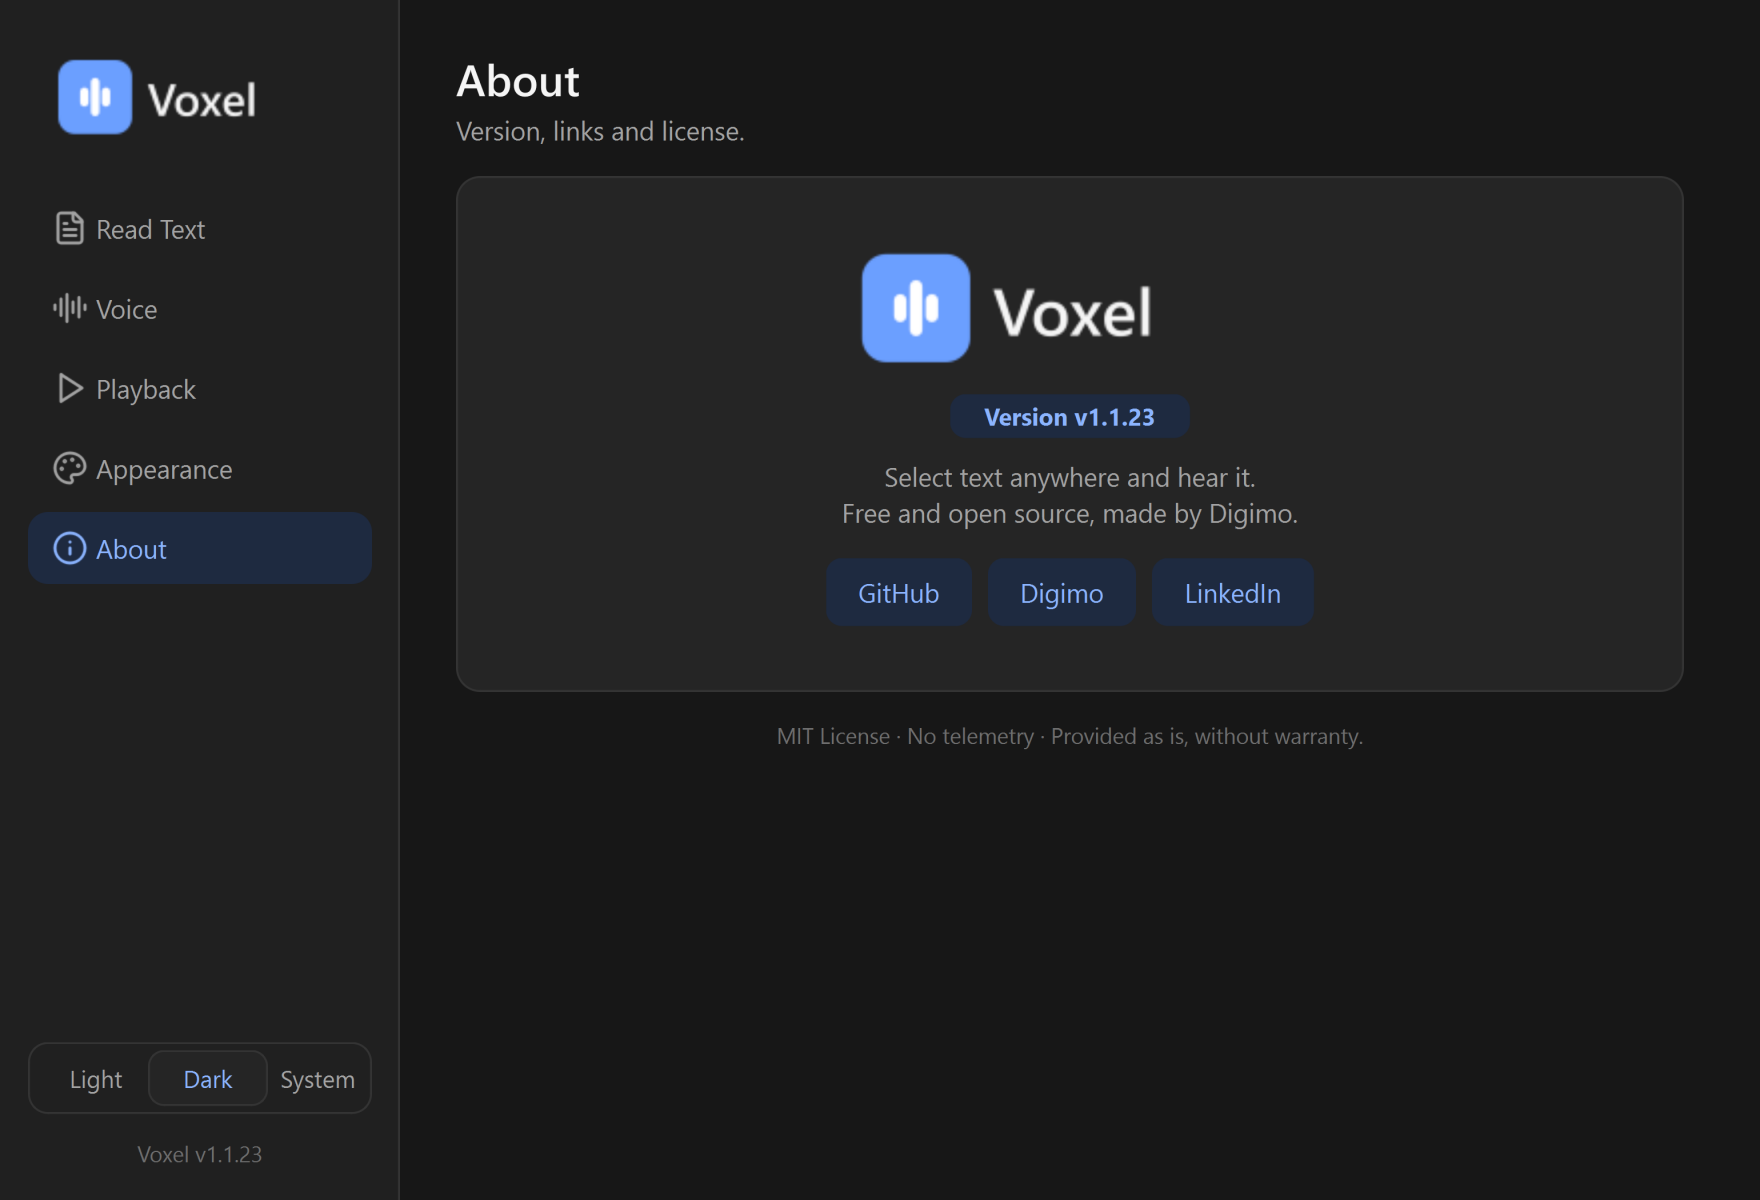 Voxel
Read Text
Voice
Playback
Appearance
About
Light
Dark
System
Voxel v1.1.23
About
Version, links and license.
Voxel
Version v1.1.23
Select text anywhere and hear it.
Free and open source, made by Digimo.
GitHub
Digimo
LinkedIn
MIT License · No telemetry · Provided as is, without warranty.